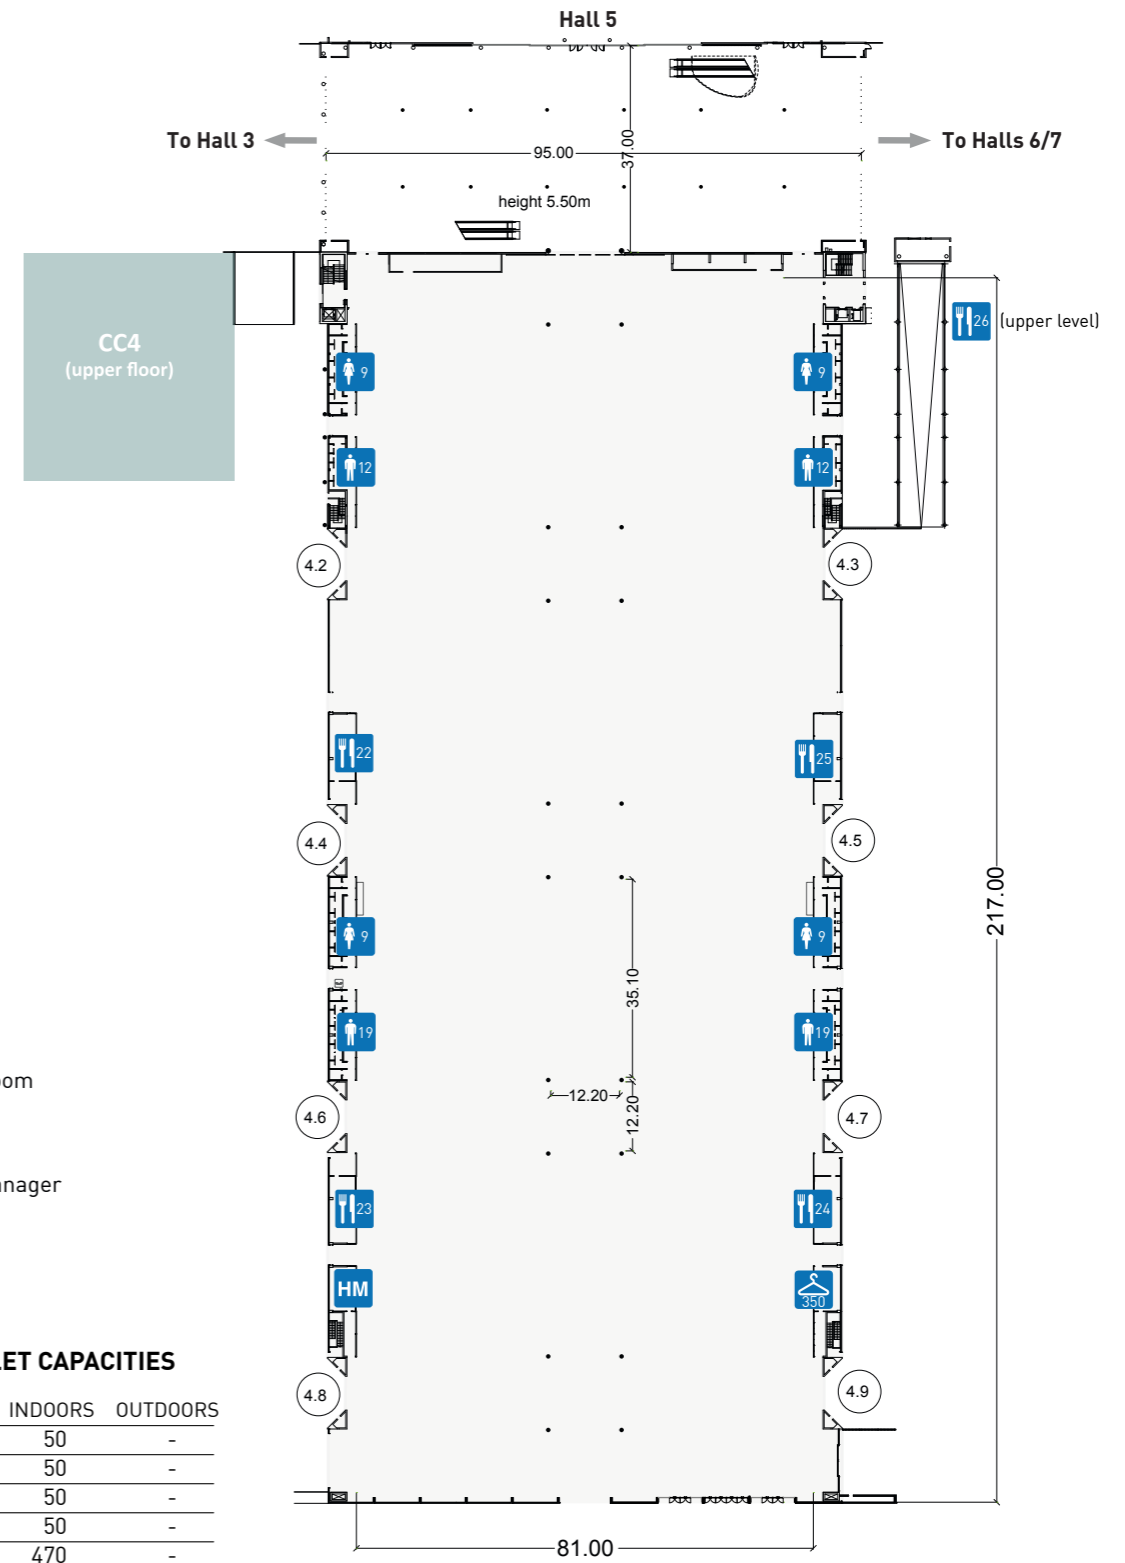 Hall 5
To Hall 3
To Halls 6/7
95.00
37.00
height 5.50m
CC4
(upper floor)
26 (upper level)
9
9
12
12
4.2
4.3
22
25
4.4
4.5
217.00
9
9
35.10
19
19
oom
12.20
12.20
4.6
4.7
anager
23
24
HM
350
LET CAPACITIES
4.8
4.9
INDOORS OUTDOORS
50 -
50 -
50 -
50 -
470 -
81.00